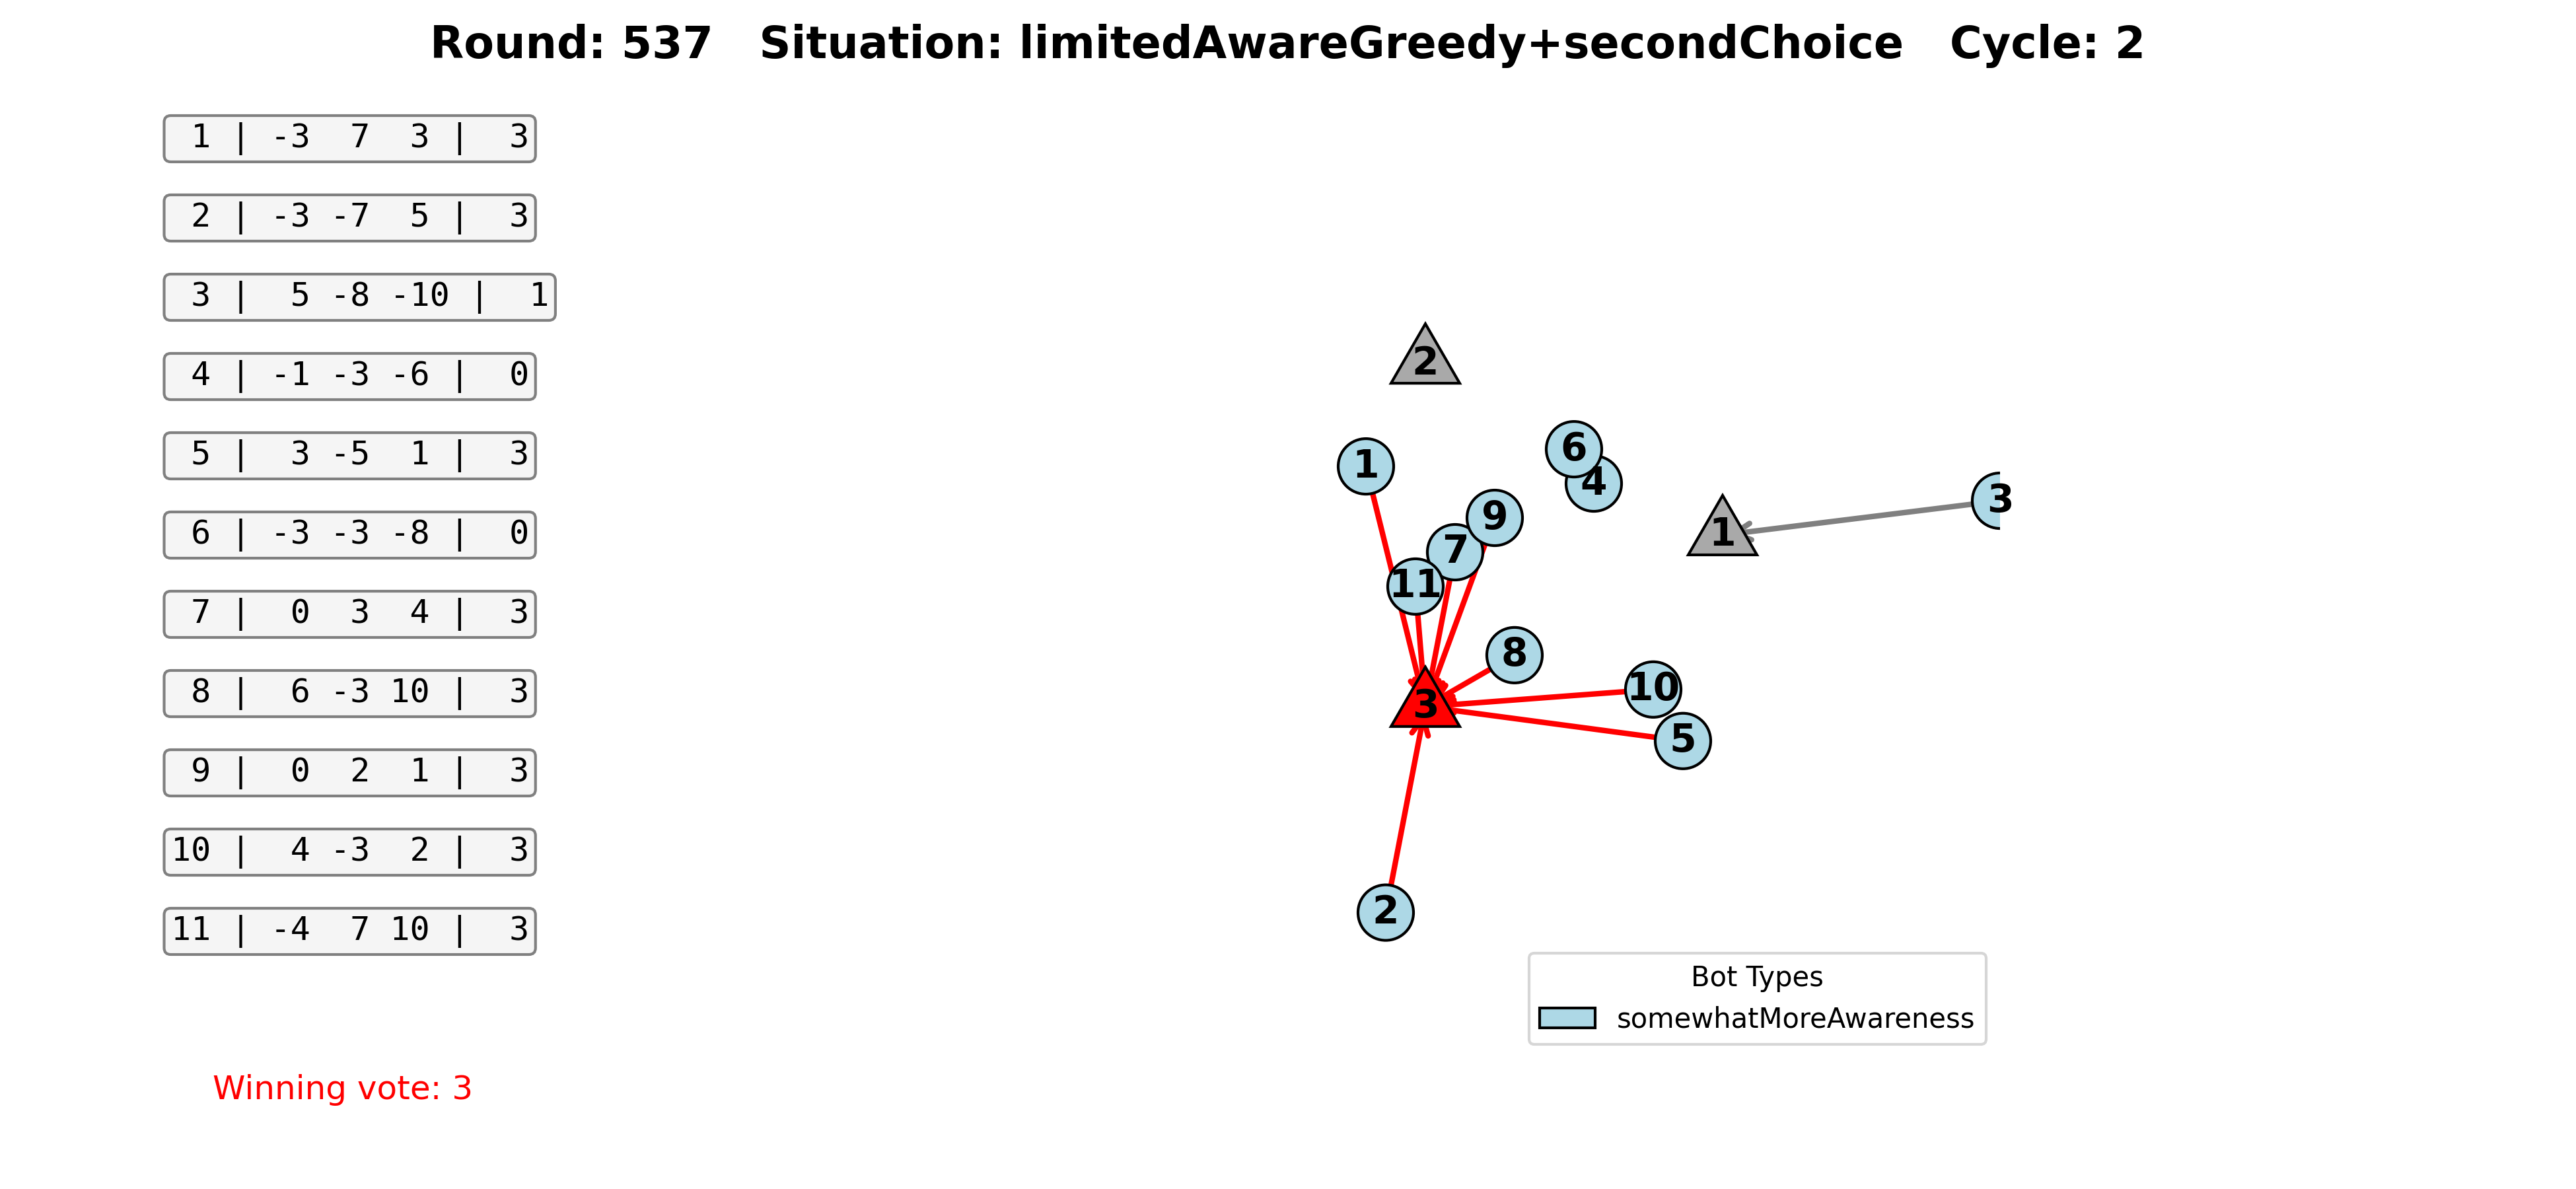 Round: 537   Situation: limitedAwareGreedy+secondChoice   Cycle: 2
1 | -3 7 3 | 3
2 | -3 -7 5 | 3
3 | 5 -8 -10 | 1
4 | -1 -3 -6 | 0
5 | 3 -5 1 | 3
6 | -3 -3 -8 | 0
7 | 0 3 4 | 3
8 | 6 -3 10 | 3
9 | 0 2 1 | 3
10 | 4 -3 2 | 3
11 | -4 7 10 | 3
Winning vote: 3
2
6
1
4
3
9
1
7
11
8
10
3
5
2
Bot Types
somewhatMoreAwareness